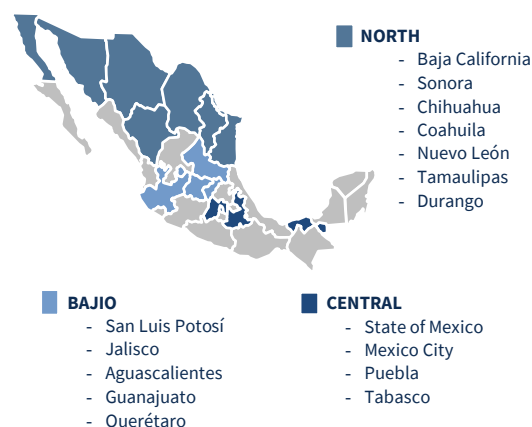 NORTH
- Baja California
- Sonora
- Chihuahua
- Coahuila
- Nuevo León
- Tamaulipas
- Durango
BAJIO
- San Luis Potosí
- Jalisco
- Aguascalientes
- Guanajuato
- Querétaro
CENTRAL
- State of Mexico
- Mexico City
- Puebla
- Tabasco